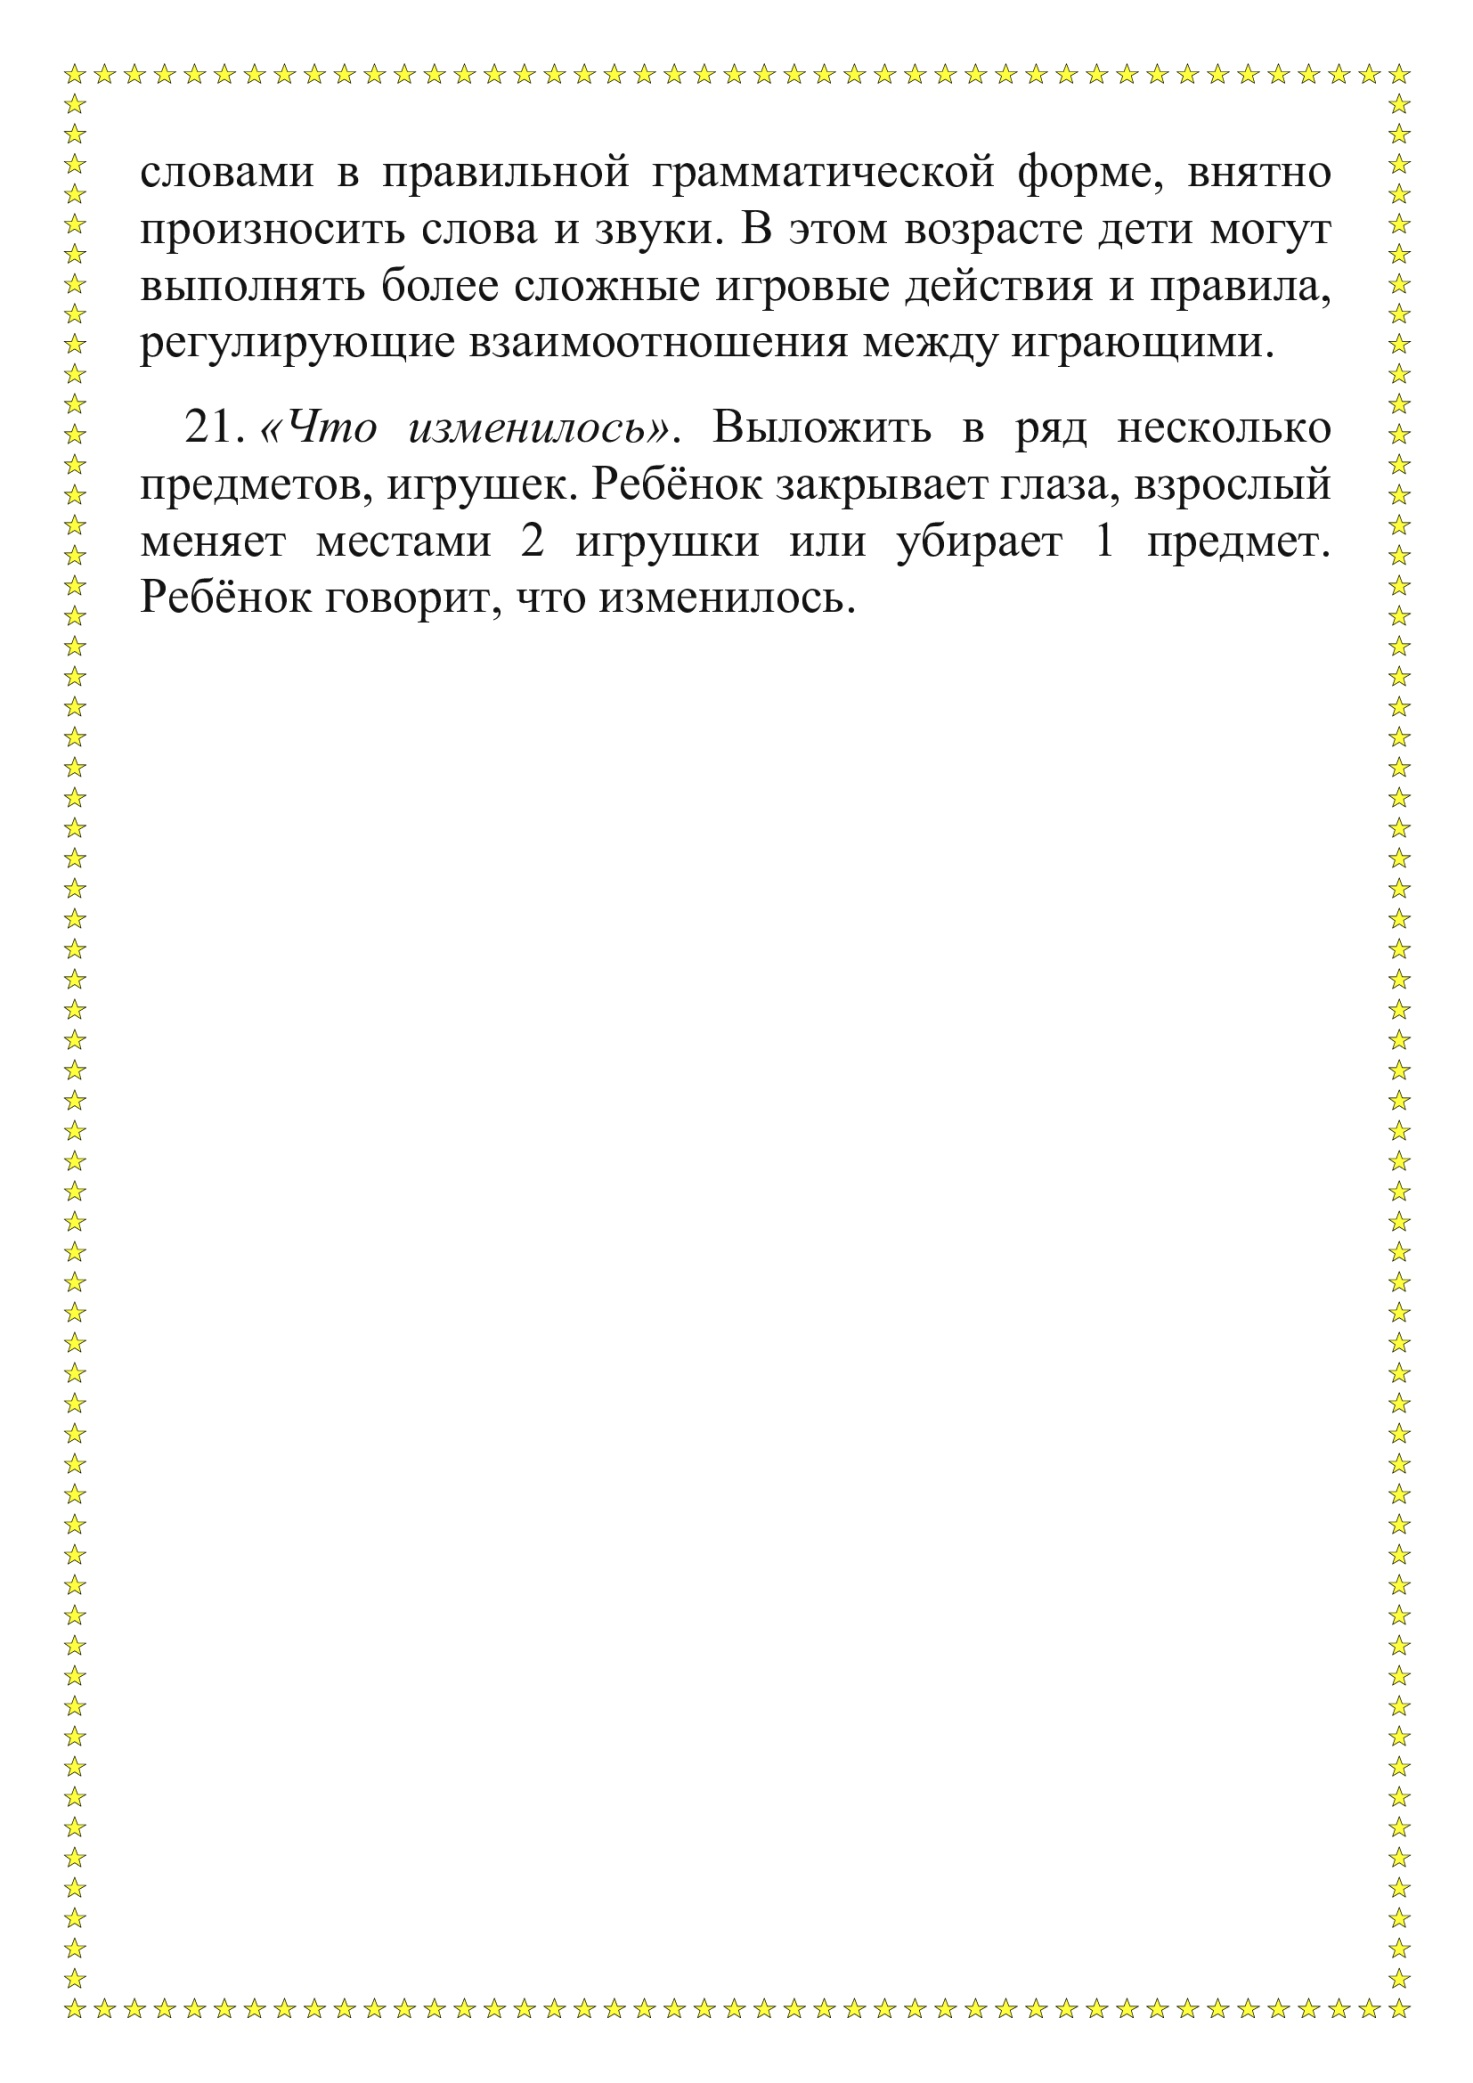 словами в правильной грамматической форме, внятно
произносить слова и звуки. В этом возрасте дети могут
выполнять более сложные игровые действия и правила,
регулирующие взаимоотношения между играющими.
21. «Что изменилось». Выложить в ряд несколько
предметов, игрушек. Ребёнок закрывает глаза, взрослый
меняет местами 2 игрушки или убирает 1 предмет.
Ребёнок говорит, что изменилось.